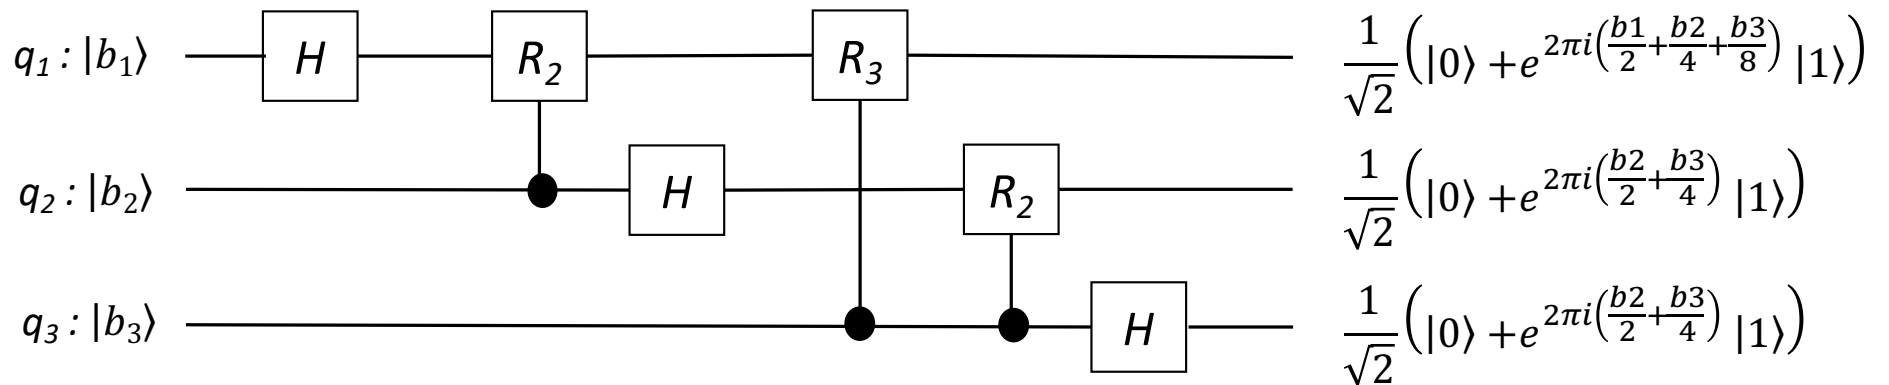 q₁ : |b₁⟩ H R₂ R₃ 1/√2 (|0⟩ + e^{2πi(b1/2+b2/4+b3/8)} |1⟩)
q₂ : |b₂⟩ H R₂ 1/√2 (|0⟩ + e^{2πi(b2/2+b3/4)} |1⟩)
q₃ : |b₃⟩ H 1/√2 (|0⟩ + e^{2πi(b2/2+b3/4)} |1⟩)